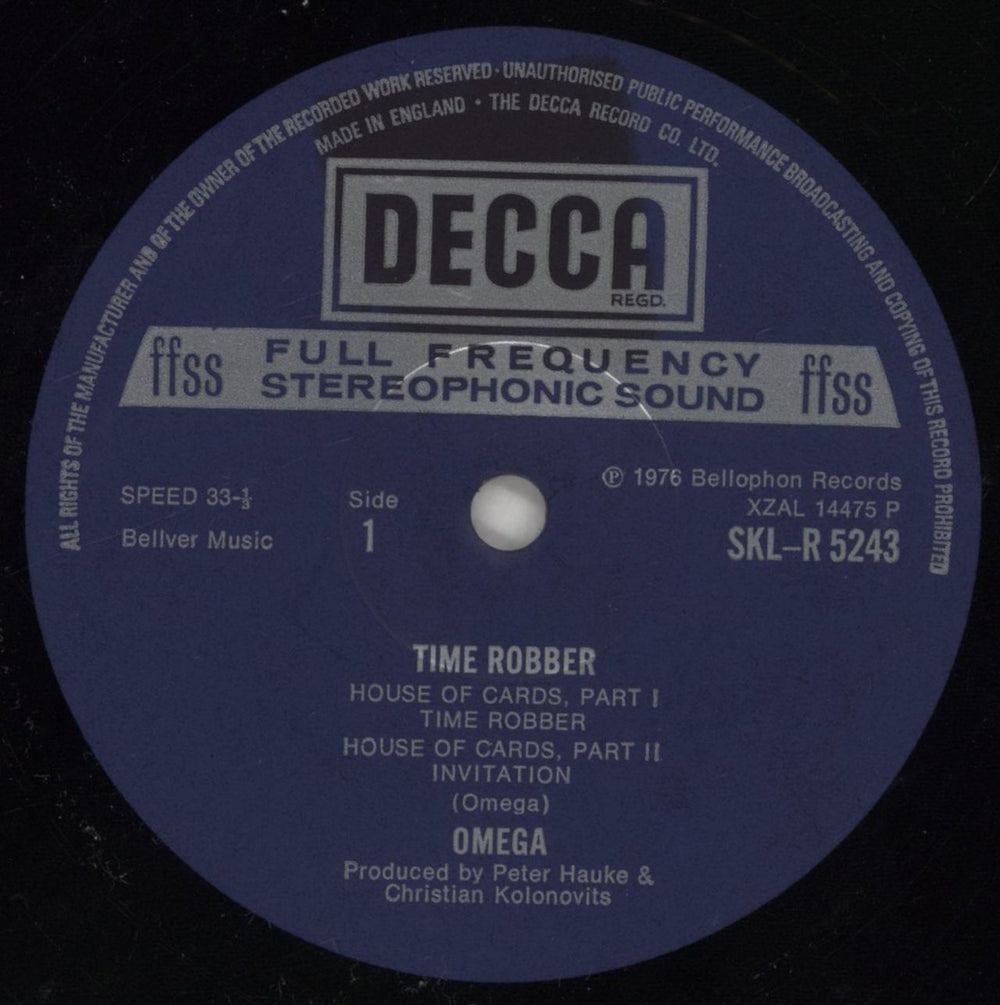 ALL RIGHTS OF THE MANUFACTURER AND OF THE OWNER OF THE RECORDED WORK RESERVED · UNAUTHORISED PUBLIC PERFORMANCE BROADCASTING AND COPYING OF THIS RECORD PROHIBITED
MADE IN ENGLAND · THE DECCA RECORD CO. LTD.
DECCA
REGD.
ffss FULL FREQUENCY ffss
STEREOPHONIC SOUND
SPEED 33-⅓
Bellver Music
Side
1
℗ 1976 Bellophon Records
XZAL 14475 P
SKL–R 5243
TIME ROBBER
HOUSE OF CARDS, PART I
TIME ROBBER
HOUSE OF CARDS, PART II
INVITATION
(Omega)
OMEGA
Produced by Peter Hauke &
Christian Kolonovits